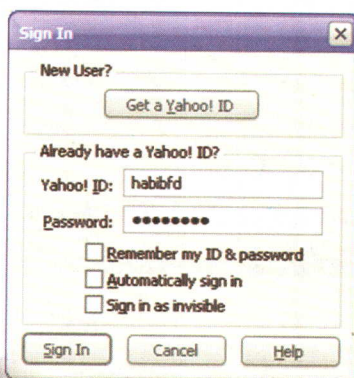 Sign In
New User?
Get a Yahoo! ID
Already have a Yahoo! ID?
Yahoo! ID: habibfd
Password: ●●●●●●●●
Remember my ID & password
Automatically sign in
Sign in as invisible
Sign In Cancel Help